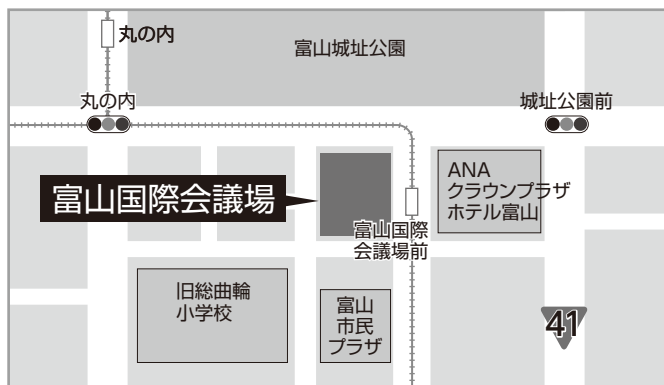 丸の内
富山城址公園
丸の内
城址公園前
富山国際会議場
ANA
クラウンプラザ
ホテル富山
富山国際
会議場前
旧総曲輪
小学校
富山
市民
プラザ
41